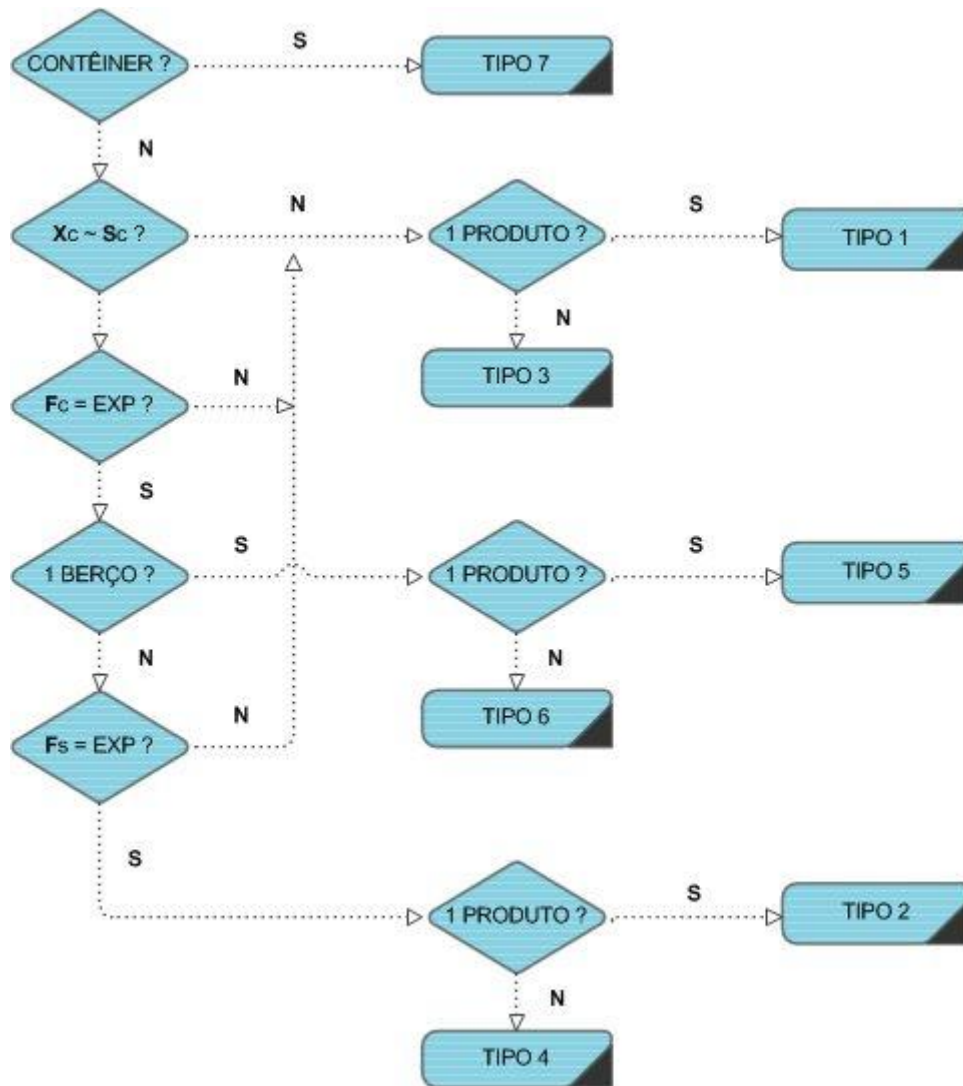 CONTÊINER ?
S
TIPO 7
N
Xc ~ Sc ?
N
1 PRODUTO ?
S
TIPO 1
N
TIPO 3
Fc = EXP ?
N
S
1 BERÇO ?
S
1 PRODUTO ?
S
TIPO 5
N
N
TIPO 6
Fs = EXP ?
N
S
1 PRODUTO ?
S
TIPO 2
N
TIPO 4